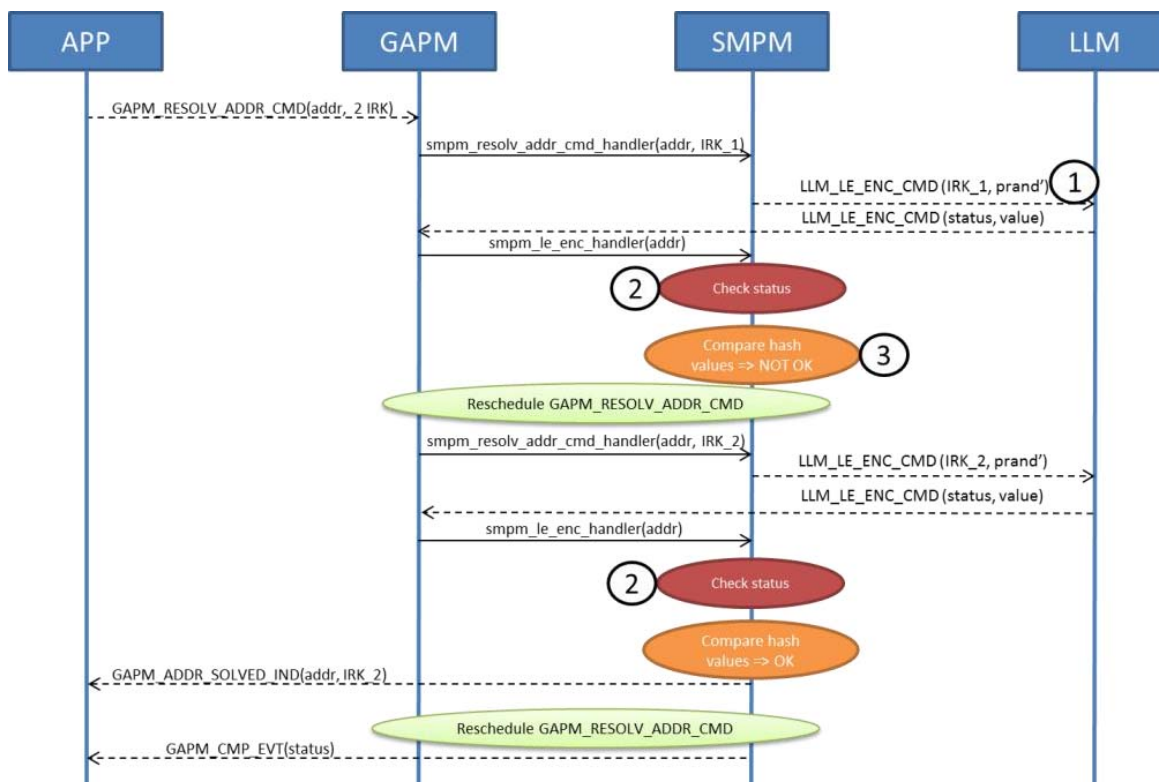 APP
GAPM
SMPM
LLM
GAPM_RESOLV_ADDR_CMD(addr, 2 IRK)
smpm_resolv_addr_cmd_handler(addr, IRK_1)
LLM_LE_ENC_CMD (IRK_1, prand’)
1
LLM_LE_ENC_CMD (status, value)
smpm_le_enc_handler(addr)
2
Check status
Compare hash
values => NOT OK
3
Reschedule GAPM_RESOLV_ADDR_CMD
smpm_resolv_addr_cmd_handler(addr, IRK_2)
LLM_LE_ENC_CMD (IRK_2, prand’)
LLM_LE_ENC_CMD (status, value)
smpm_le_enc_handler(addr)
2
Check status
Compare hash
values => OK
GAPM_ADDR_SOLVED_IND(addr, IRK_2)
Reschedule GAPM_RESOLV_ADDR_CMD
GAPM_CMP_EVT(status)